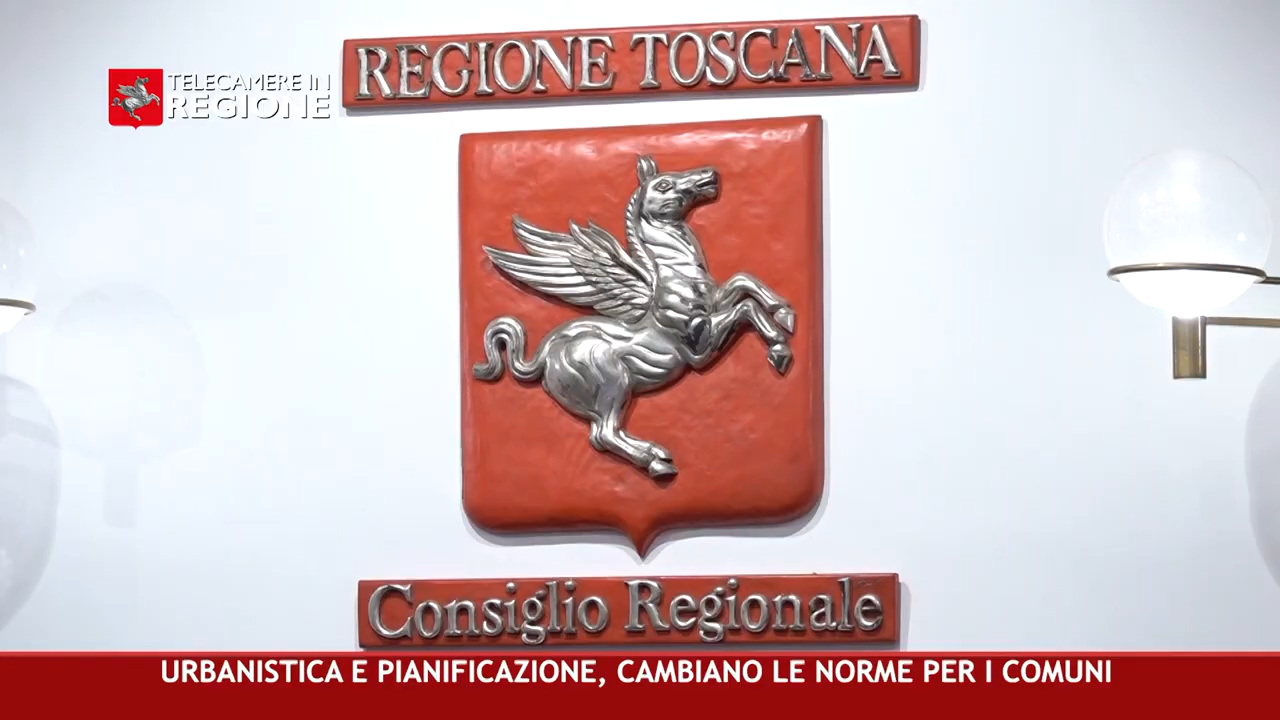 REGIONE TOSCANA
TELECAMERE IN
REGIONE
Consiglio Regionale
URBANISTICA E PIANIFICAZIONE, CAMBIANO LE NORME PER I COMUNI